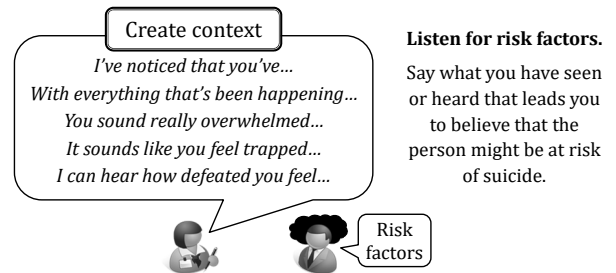 Create context
I’ve noticed that you’ve…
With everything that’s been happening…
You sound really overwhelmed…
It sounds like you feel trapped…
I can hear how defeated you feel…
Listen for risk factors.
Say what you have seen
or heard that leads you
to believe that the
person might be at risk
of suicide.
Risk
factors